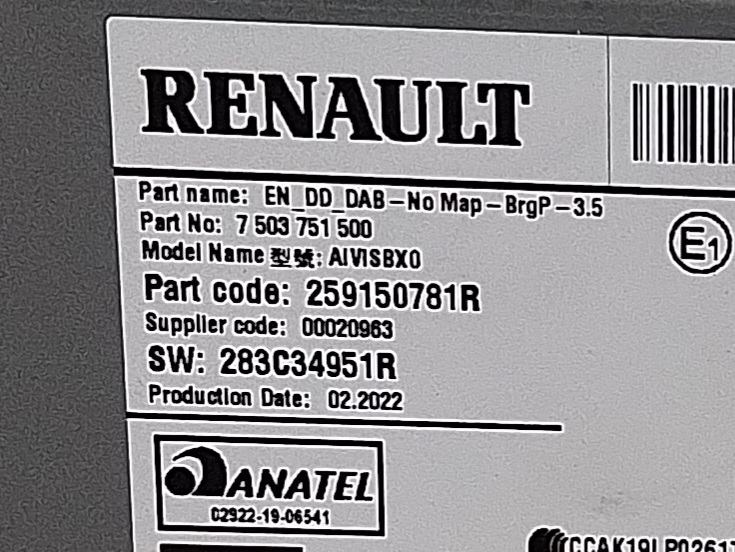 RENAULT
Part name: EN_DD_DAB-No Map-BrgP-3.5
Part No: 7 503 751 500
Model Name 型號: AIVISBX0
Part code: 259150781R
Supplier code: 00020963
SW: 283C34951R
Production Date: 02.2022
E1
ANATEL
02922-19-06541
CCAK19LP0261